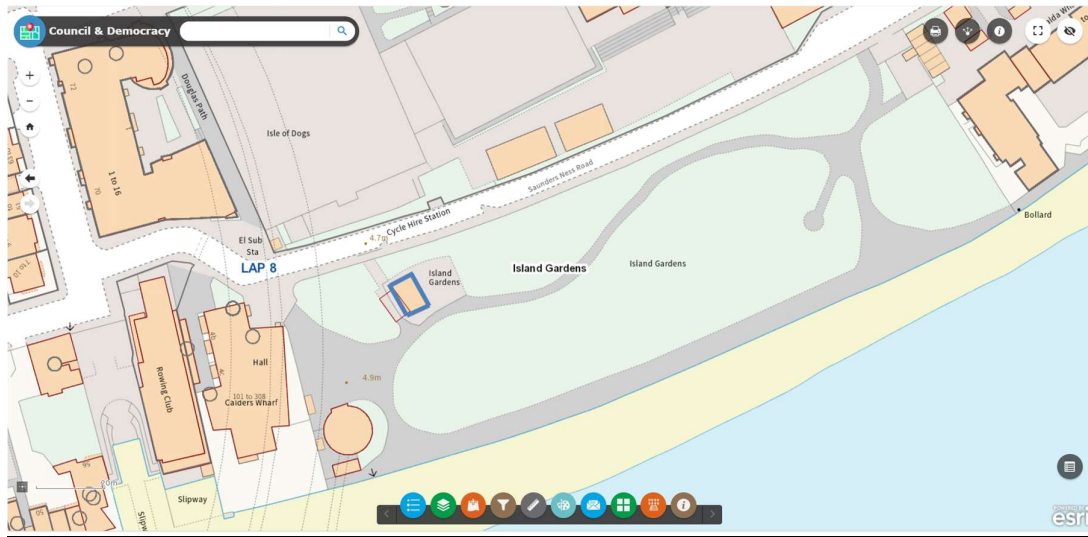 Council & Democracy
Douglas Path
Isle of Dogs
72
1 to 16
70
Saunders Ness Road
Cycle Hire Station
4.7m
El Sub
Sta
LAP 8
Island
Gardens
Island Gardens
Island Gardens
Bollard
Hall
101 to 308
Calders Wharf
4.9m
Rowing Club
20m
Slipway
esri